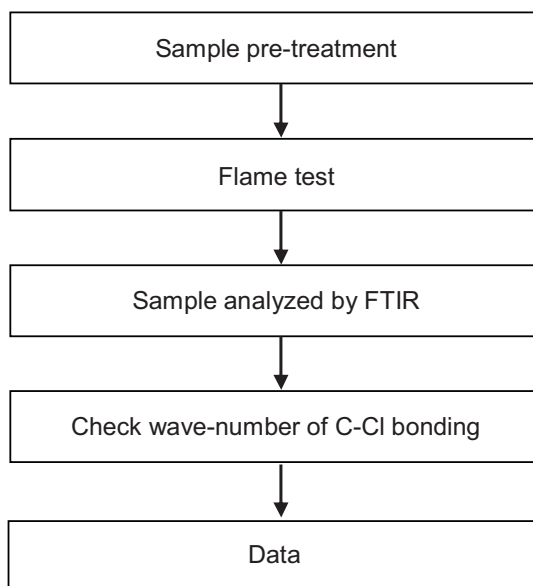 Sample pre-treatment
Flame test
Sample analyzed by FTIR
Check wave-number of C-Cl bonding
Data